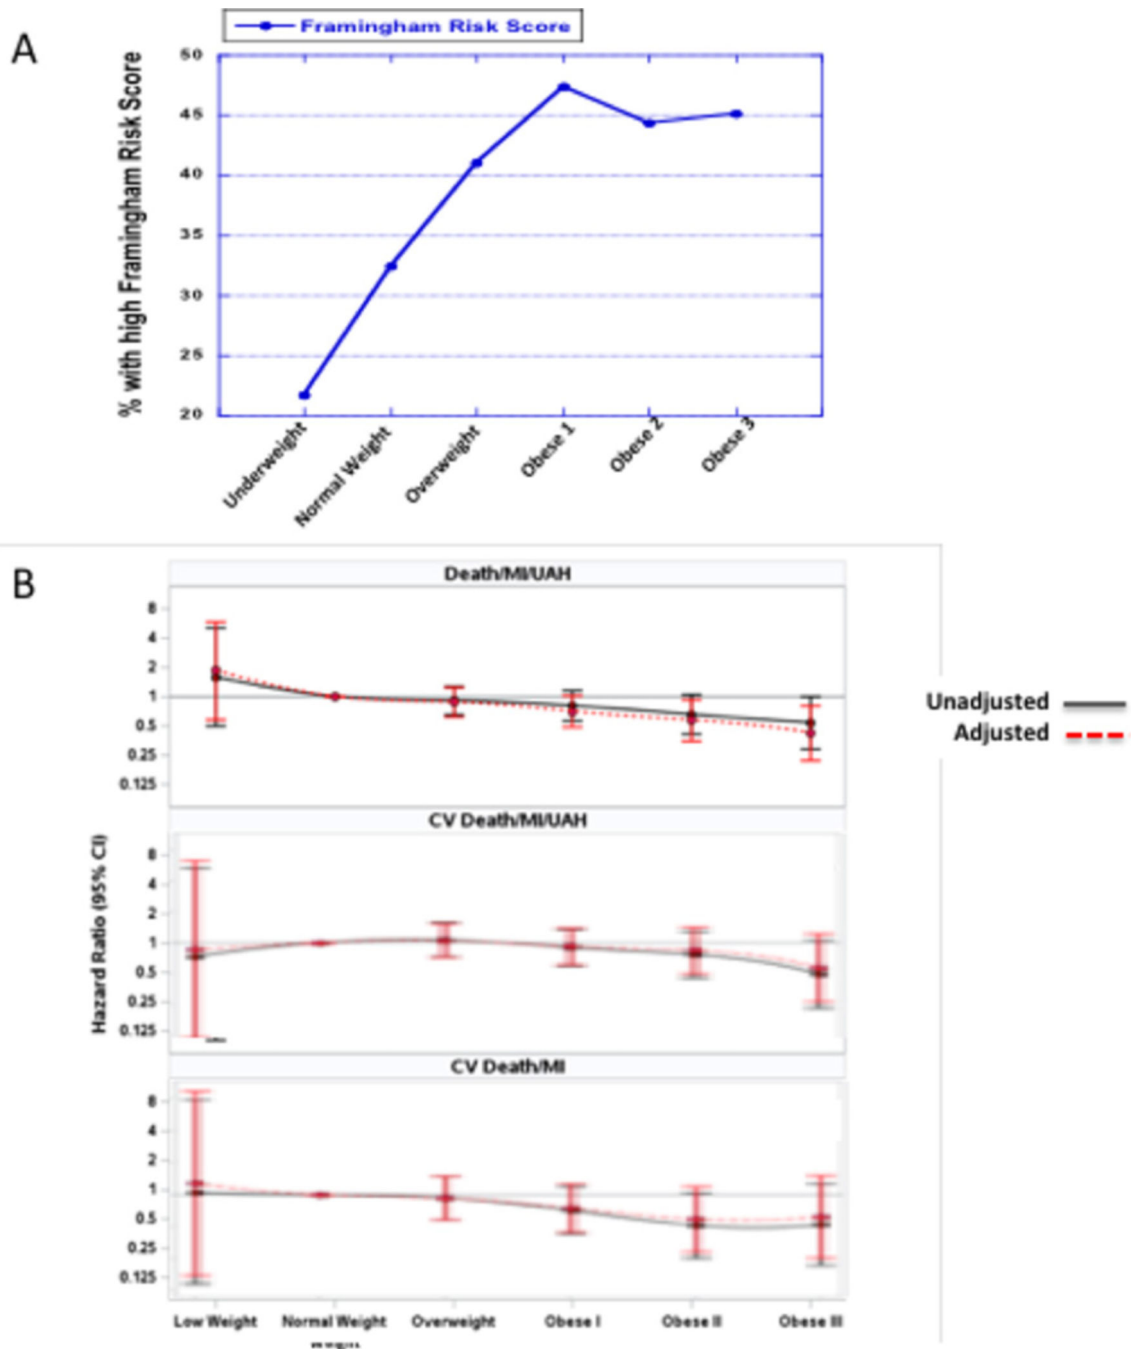 A
Framingham Risk Score
% with high Framingham Risk Score
50
45
40
35
30
25
20
Underweight
Normal Weight
Overweight
Obese 1
Obese 2
Obese 3
B
Death/MI/UAH
8
4
2
1
0.5
0.25
0.125
Unadjusted
Adjusted
CV Death/MI/UAH
Hazard Ratio (95% CI)
8
4
2
1
0.5
0.25
0.125
CV Death/MI
8
4
2
1
0.5
0.25
0.125
Low Weight
Normal Weight
Overweight
Obese I
Obese II
Obese III